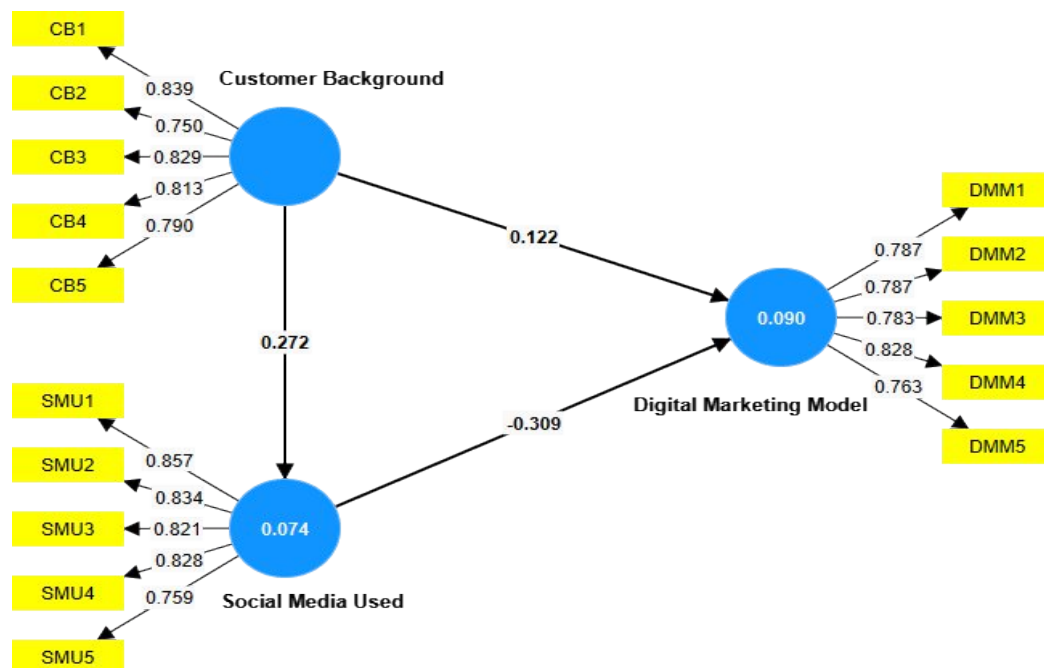 CB1
CB2
CB3
CB4
CB5
0.839
0.750
0.829
0.813
0.790
Customer Background
0.122
0.272
SMU1
SMU2
SMU3
SMU4
SMU5
0.857
0.834
0.821
0.828
0.759
0.074
Social Media Used
-0.309
0.090
Digital Marketing Model
0.787
0.787
0.783
0.828
0.763
DMM1
DMM2
DMM3
DMM4
DMM5